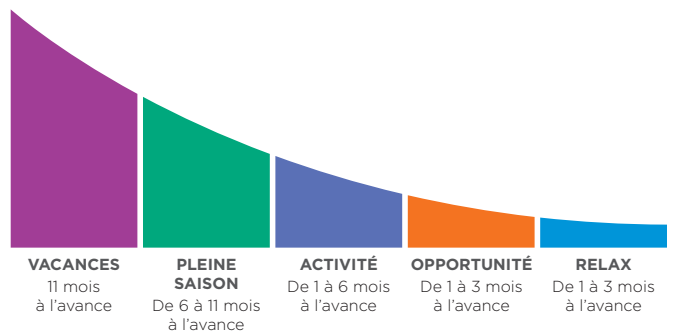 VACANCES
11 mois
à l’avance
PLEINE
SAISON
De 6 à 11 mois
à l’avance
ACTIVITÉ
De 1 à 6 mois
à l’avance
OPPORTUNITÉ
De 1 à 3 mois
à l’avance
RELAX
De 1 à 3 mois
à l’avance